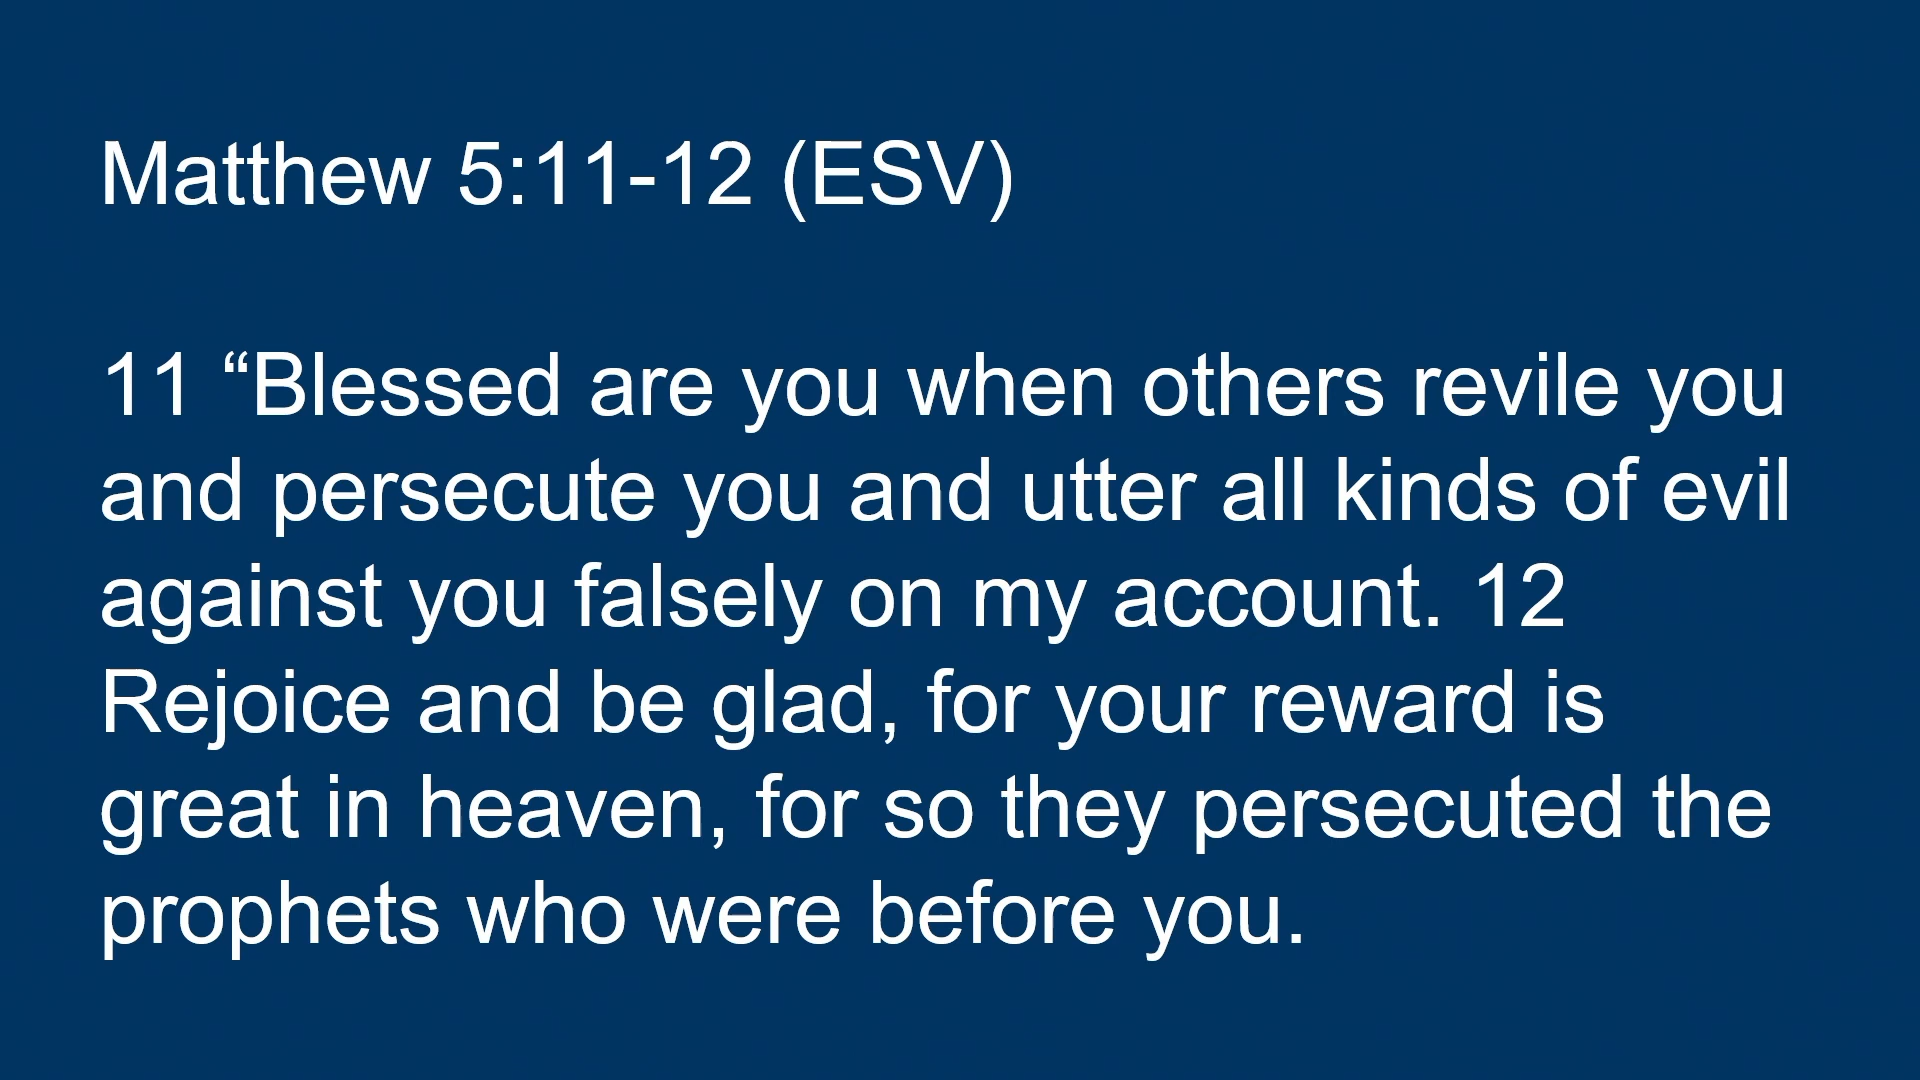 Matthew 5:11-12 (ESV)
11 “Blessed are you when others revile you
and persecute you and utter all kinds of evil
against you falsely on my account. 12
Rejoice and be glad, for your reward is
great in heaven, for so they persecuted the
prophets who were before you.